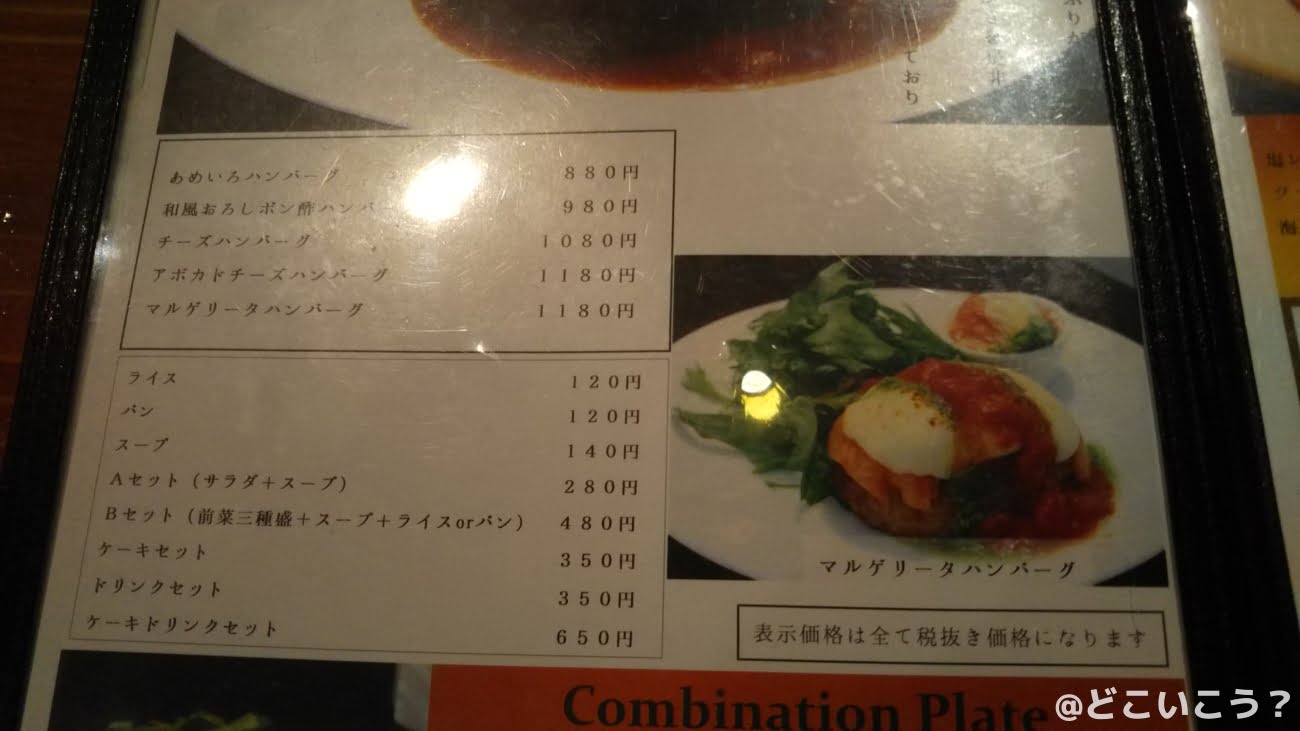 ており
あめいろハンバーグ 880円
和風おろしポン酢ハンバー 980円
チーズハンバーグ 1080円
アボカドチーズハンバーグ 1180円
マルゲリータハンバーグ 1180円
ライス 120円
パン 120円
スープ 140円
Aセット（サラダ＋スープ） 280円
Bセット（前菜三種盛＋スープ＋ライスorパン） 480円
ケーキセット 350円
ドリンクセット 350円
ケーキドリンクセット 650円
マルゲリータハンバーグ
表示価格は全て税抜き価格になります
Combination Plate
@どこいこう？